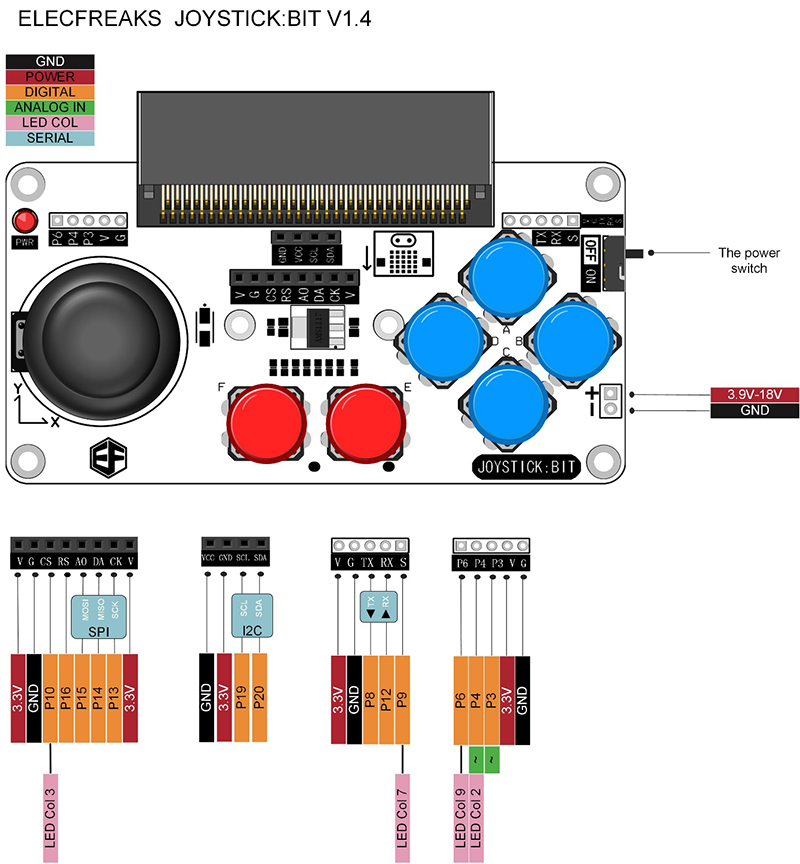 ELECFREAKS JOYSTICK:BIT V1.4
GND
POWER
DIGITAL
ANALOG IN
LED COL
SERIAL
PWR
P6 P4 P3 V G
GND VCC SCL SDA
V G CS RS AO DA CK V
TX RX S
V G TX RX S
OFF
ON
The power
switch
A
D B
C
F E
Y
X
EF
+
-
3.9V-18V
GND
JOYSTICK:BIT
V G CS RS AO DA CK V
MOSI MISO SCK
SPI
3.3V GND P10 P16 P15 P14 P13 3.3V
LED Col 3
VCC GND SCL SDA
SCL SDA
I2C
GND 3.3V P19 P20
V G TX RX S
TX RX
3.3V GND P8 P12 P9
LED Col 7
P6 P4 P3 V G
P6 P4 P3 3.3V GND
~ ~
LED Col 9 LED Col 2